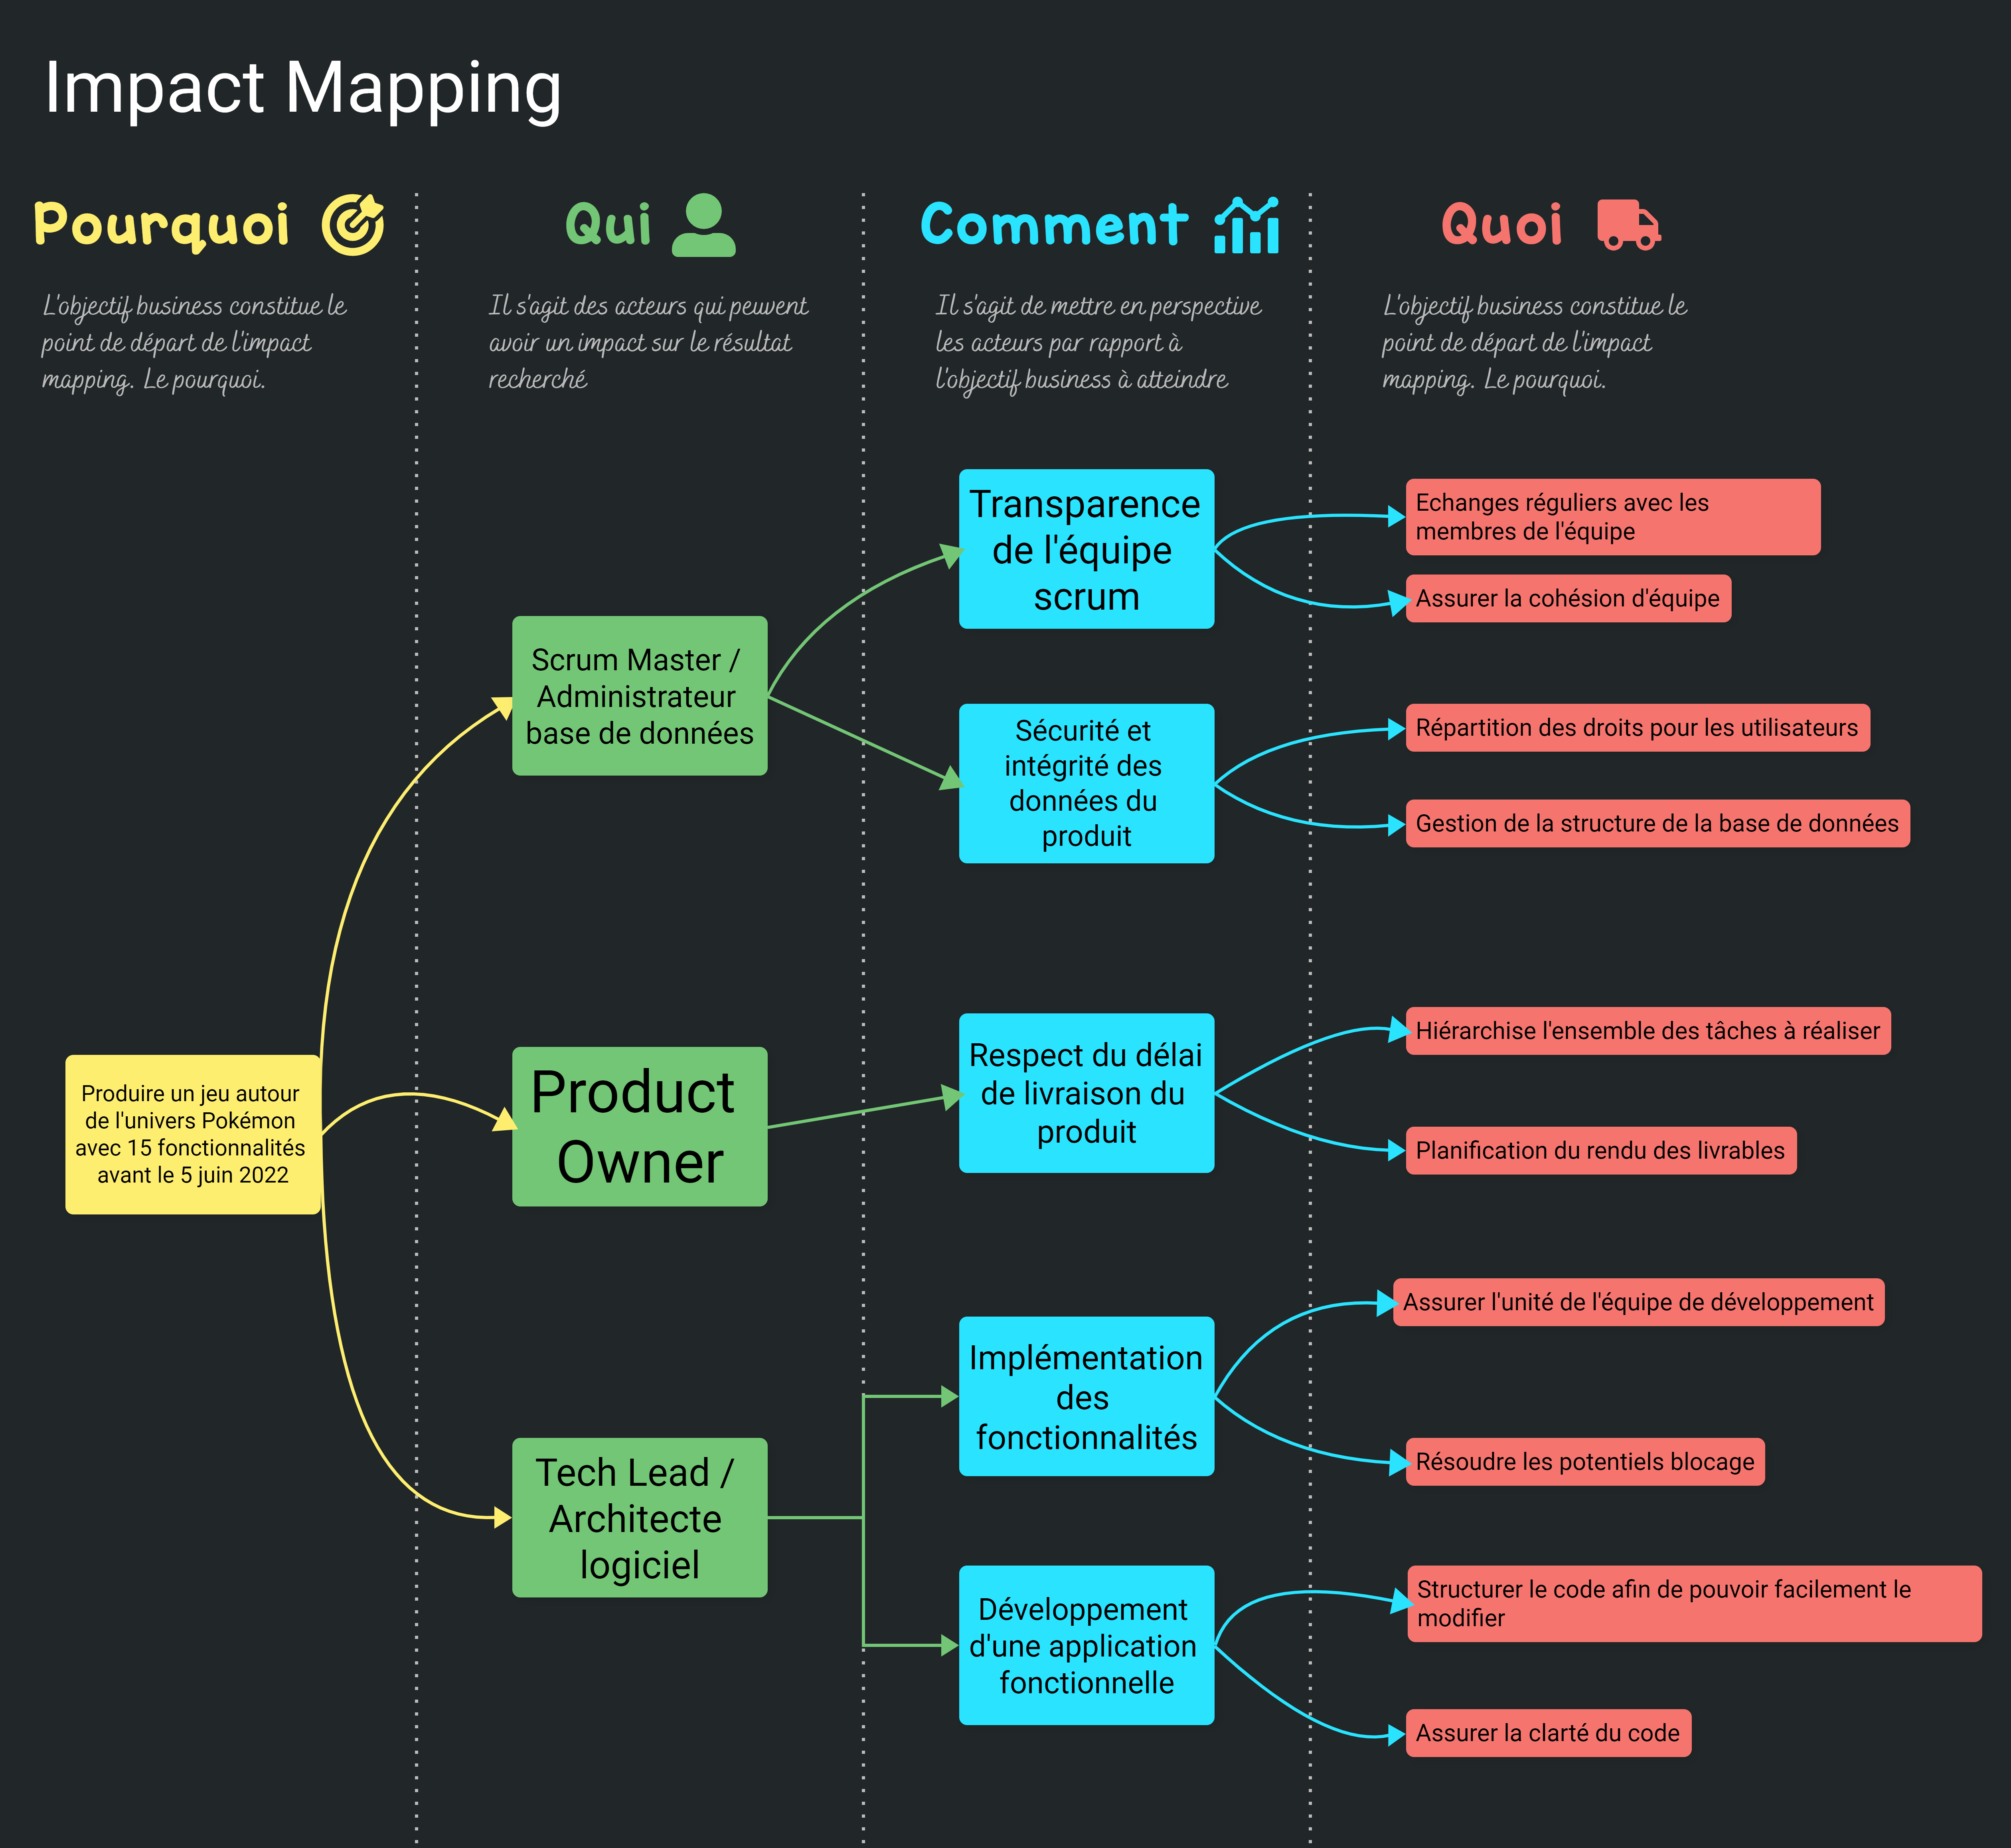 Impact Mapping
Pourquoi
L'objectif business constitue le
point de départ de l'impact
mapping. Le pourquoi.
Qui
Il s'agit des acteurs qui peuvent
avoir un impact sur le résultat
recherché
Comment
Il s'agit de mettre en perspective
les acteurs par rapport à
l'objectif business à atteindre
Quoi
L'objectif business constitue le
point de départ de l'impact
mapping. Le pourquoi.
Produire un jeu autour
de l'univers Pokémon
avec 15 fonctionnalités
avant le 5 juin 2022
Scrum Master /
Administrateur
base de données
Transparence
de l'équipe
scrum
Echanges réguliers avec les
membres de l'équipe
Assurer la cohésion d'équipe
Sécurité et
intégrité des
données du
produit
Répartition des droits pour les utilisateurs
Gestion de la structure de la base de données
Product
Owner
Respect du délai
de livraison du
produit
Hiérarchise l'ensemble des tâches à réaliser
Planification du rendu des livrables
Tech Lead /
Architecte
logiciel
Implémentation
des
fonctionnalités
Assurer l'unité de l'équipe de développement
Résoudre les potentiels blocage
Développement
d'une application
fonctionnelle
Structurer le code afin de pouvoir facilement le
modifier
Assurer la clarté du code